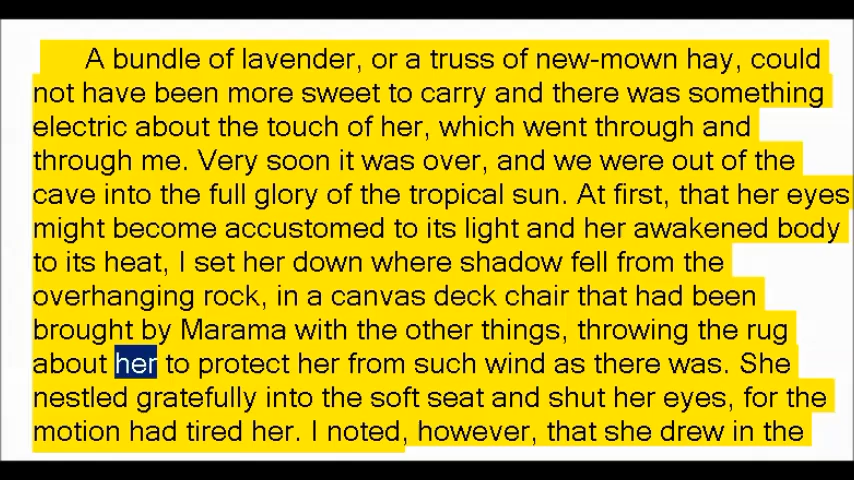 A bundle of lavender, or a truss of new-mown hay, could
not have been more sweet to carry and there was something
electric about the touch of her, which went through and
through me. Very soon it was over, and we were out of the
cave into the full glory of the tropical sun. At first, that her eyes
might become accustomed to its light and her awakened body
to its heat, I set her down where shadow fell from the
overhanging rock, in a canvas deck chair that had been
brought by Marama with the other things, throwing the rug
about her to protect her from such wind as there was. She
nestled gratefully into the soft seat and shut her eyes, for the
motion had tired her. I noted, however, that she drew in the